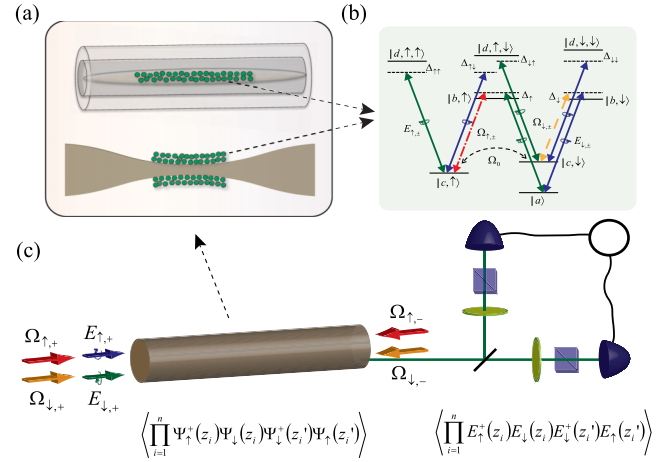 (a)
(b)
|d,↑,↑⟩
|d,↑,↓⟩
|d,↓,↓⟩
Δ↑↑
Δ↑↓
Δ↓↑
Δ↓↓
|b,↑⟩
Δ↑
Δ↓
|b,↓⟩
E↑,±
Ω↑,±
Ω↓,±
E↓,±
Ω₀
|c,↑⟩
|c,↓⟩
|a⟩
(c)
Ω↑,+ E↑,+
Ω↓,+ E↓,+
Ω↑,−
Ω↓,−
⟨∏ⁿᵢ₌₁ Ψ↑⁺(zᵢ)Ψ↓(zᵢ)Ψ↓⁺(zᵢ')Ψ↑(zᵢ')⟩
⟨∏ⁿᵢ₌₁ E↑⁺(zᵢ)E↓(zᵢ)E↓⁺(zᵢ')E↑(zᵢ')⟩